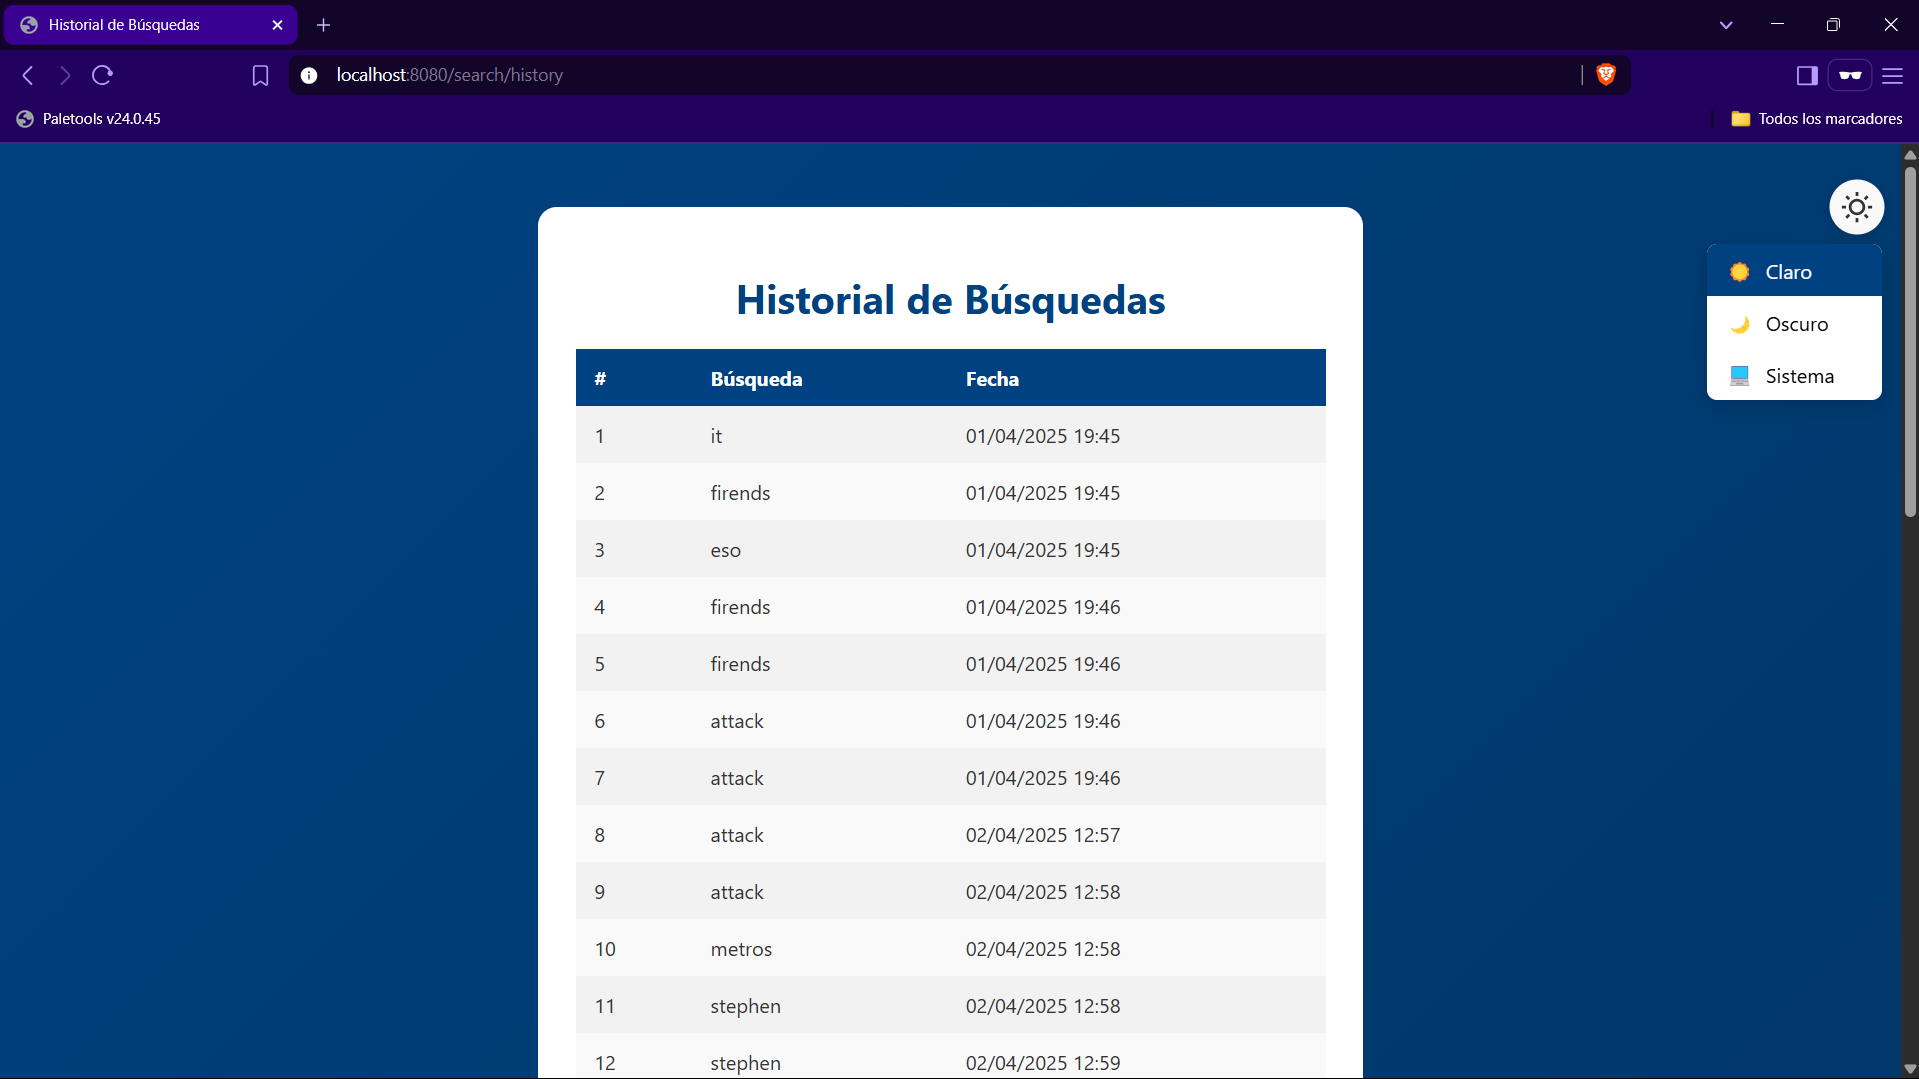 Historial de Búsquedas
localhost:8080/search/history
Paletools v24.0.45
Todos los marcadores
Claro
Oscuro
Sistema
Historial de Búsquedas
# Búsqueda Fecha
1 it 01/04/2025 19:45
2 firends 01/04/2025 19:45
3 eso 01/04/2025 19:45
4 firends 01/04/2025 19:46
5 firends 01/04/2025 19:46
6 attack 01/04/2025 19:46
7 attack 01/04/2025 19:46
8 attack 02/04/2025 12:57
9 attack 02/04/2025 12:58
10 metros 02/04/2025 12:58
11 stephen 02/04/2025 12:58
12 stephen 02/04/2025 12:59